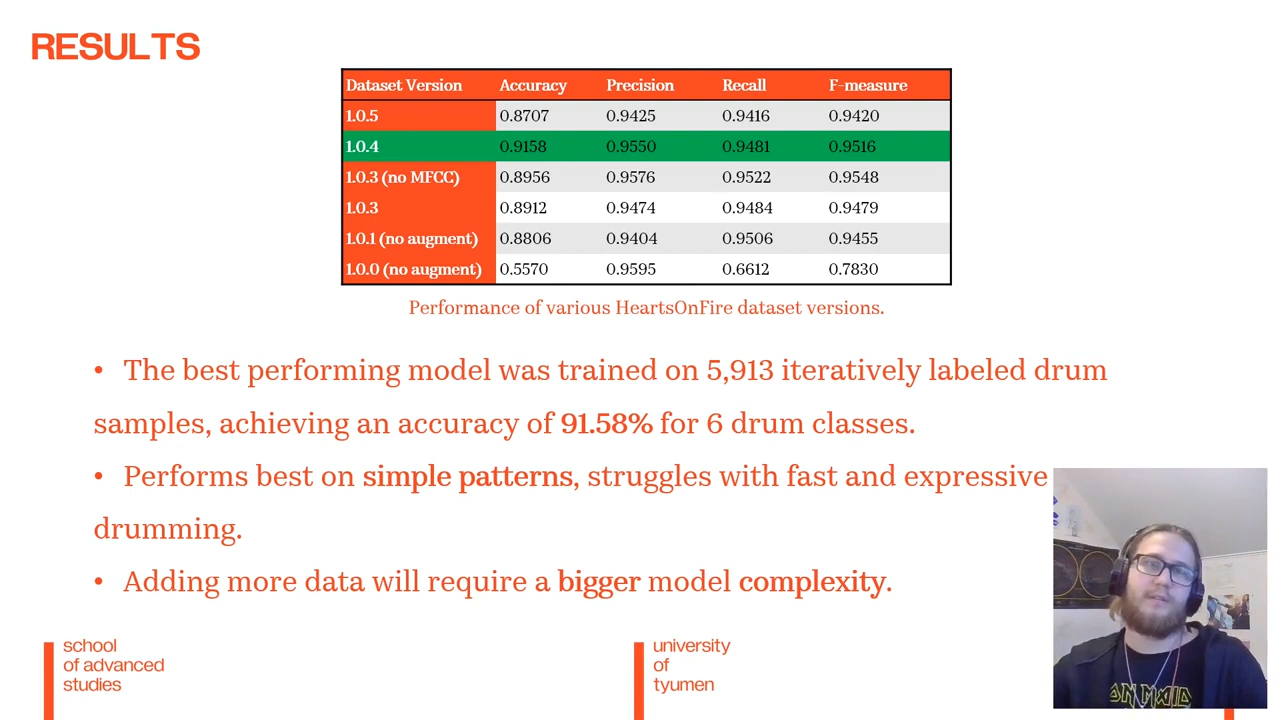 RESULTS
Dataset Version Accuracy Precision Recall F-measure
1.0.5 0.8707 0.9425 0.9416 0.9420
1.0.4 0.9158 0.9550 0.9481 0.9516
1.0.3 (no MFCC) 0.8956 0.9576 0.9522 0.9548
1.0.3 0.8912 0.9474 0.9484 0.9479
1.0.1 (no augment) 0.8806 0.9404 0.9506 0.9455
1.0.0 (no augment) 0.5570 0.9595 0.6612 0.7830
Performance of various HeartsOnFire dataset versions.
• The best performing model was trained on 5,913 iteratively labeled drum
samples, achieving an accuracy of 91.58% for 6 drum classes.
• Performs best on simple patterns, struggles with fast and expressive
drumming.
• Adding more data will require a bigger model complexity.
school
of advanced
studies
university
of
tyumen
IRON MAIDEN